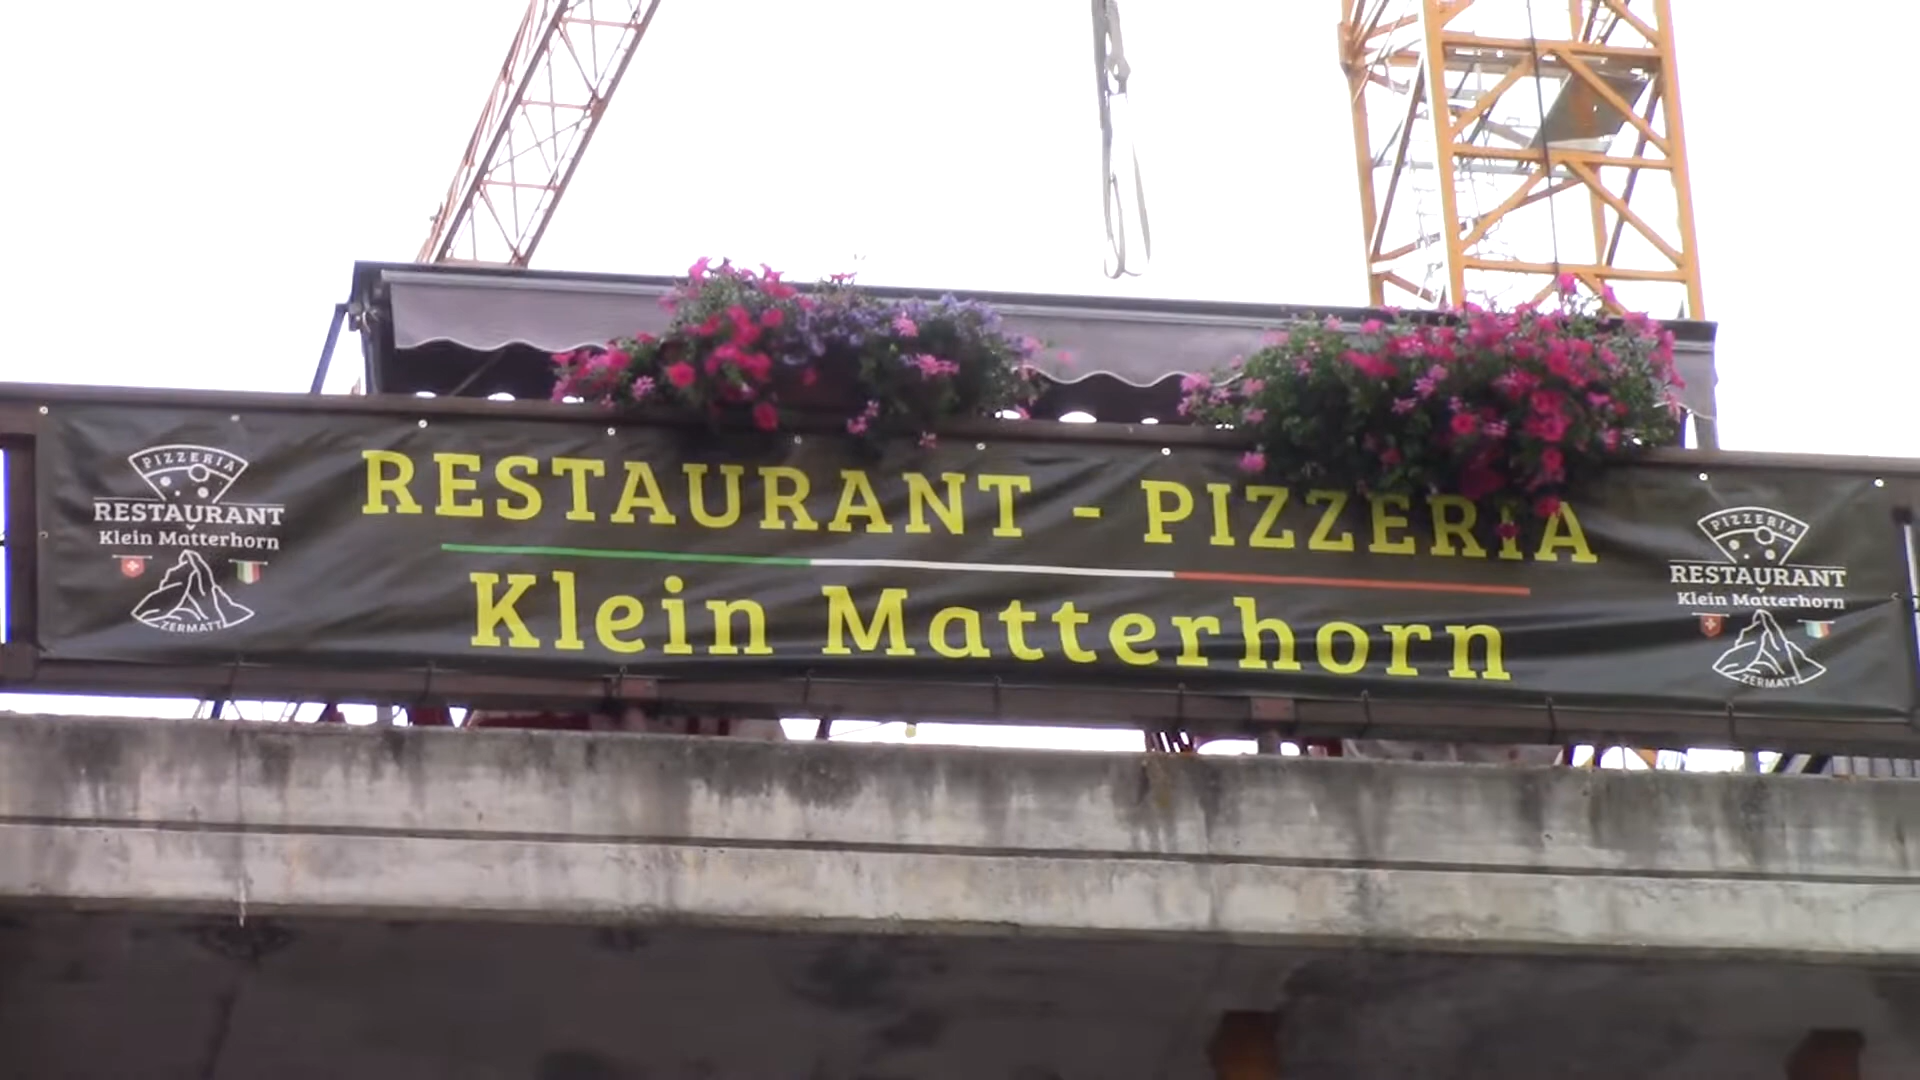 PIZZERIA
RESTAURANT
Klein Matterhorn
ZERMATT
RESTAURANT - PIZZERIA
Klein Matterhorn
PIZZERIA
RESTAURANT
Klein Matterhorn
ZERMATT